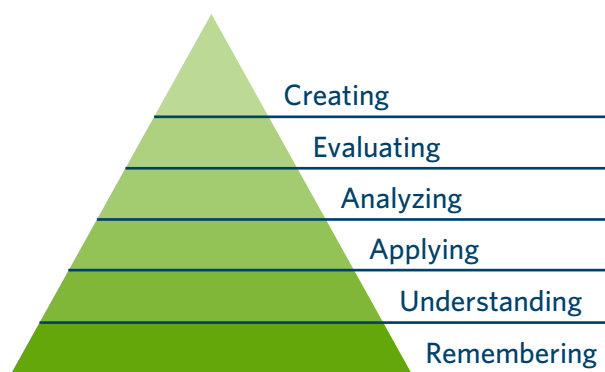 Creating
Evaluating
Analyzing
Applying
Understanding
Remembering